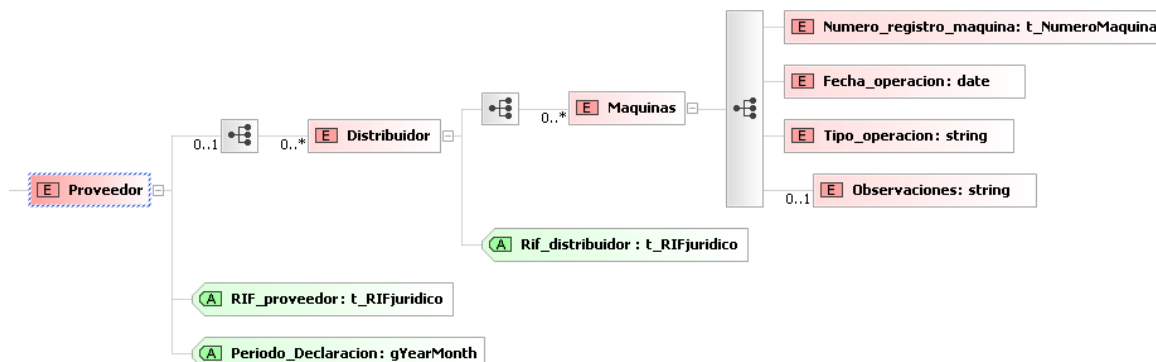 E Numero_registro_maquina: t_NumeroMaquina
E Fecha_operacion: date
0..* E Maquinas
0..1 0..* E Distribuidor
E Tipo_operacion: string
E Proveedor
0..1 E Observaciones: string
A Rif_distribuidor : t_RIFjuridico
A RIF_proveedor: t_RIFjuridico
A Periodo_Declaracion: gYearMonth